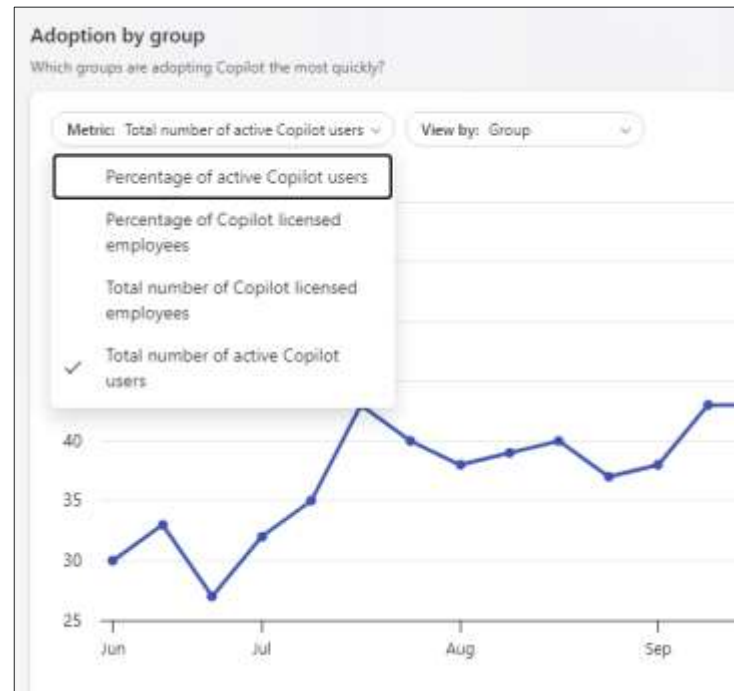 Adoption by group
Which groups are adopting Copilot the most quickly?
Metric: Total number of active Copilot users
View by: Group
Percentage of active Copilot users
Percentage of Copilot licensed
employees
Total number of Copilot licensed
employees
Total number of active Copilot
users
40
35
30
25
Jun
Jul
Aug
Sep